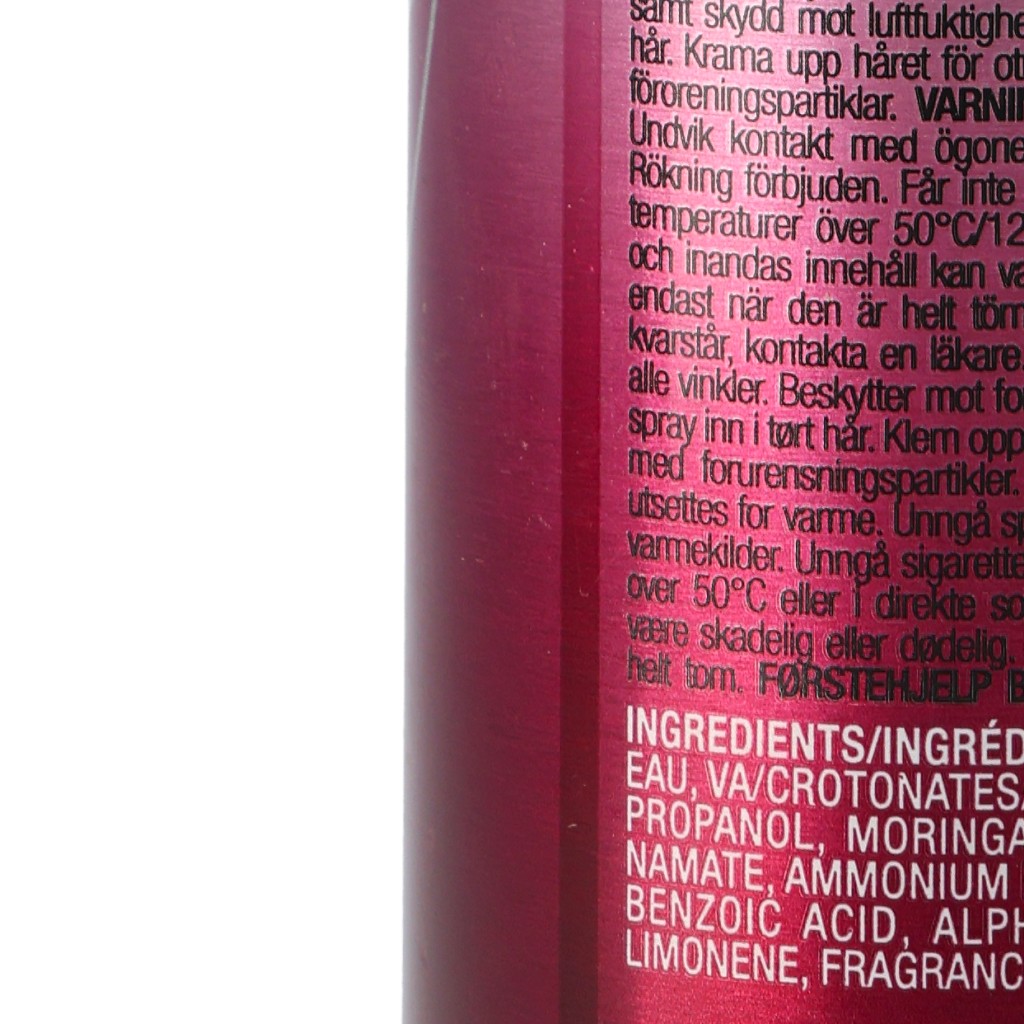 samt skydd mot luftfuktighe
hår. Krama upp håret för ot
föroreningspartiklar. VARNI
Undvik kontakt med ögone
Rökning förbjuden. Får inte
temperaturer över 50°C/12
och inandas innehåll kan va
endast när den är helt töm
kvarstår, kontakta en läkare.
alle vinkler. Beskytter mot fo
spray inn i tørt hår. Klem opp
med forurensningspartikler.
utsettes for varme. Unngå sp
varmekilder. Unngå sigarette
over 50°C eller i direkte so
være skadelig eller dødelig.
helt tom. FØRSTEHJELP
INGREDIENTS/INGRÉD
EAU, VA/CROTONATES/
PROPANOL, MORINGA
NAMATE, AMMONIUM
BENZOIC ACID, ALPH
LIMONENE, FRAGRANC